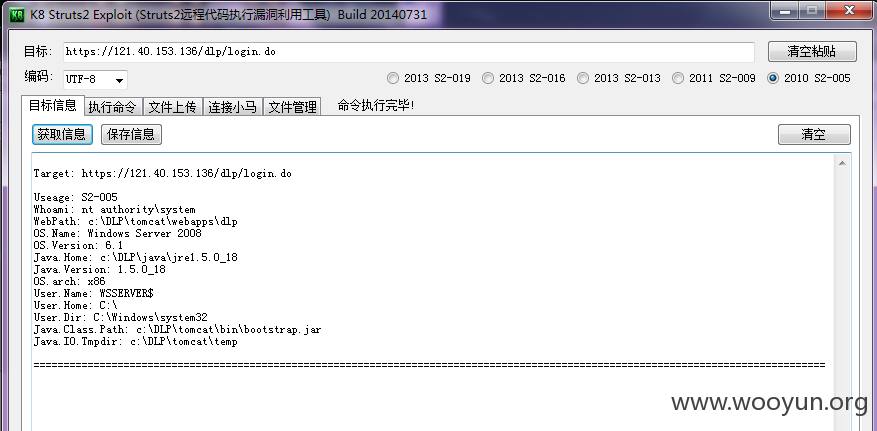 K8 Struts2 Exploit (Struts2远程代码执行漏洞利用工具) Build 20140731
目标: https://121.40.153.136/dlp/login.do 清空粘贴
编码: UTF-8 2013 S2-019 2013 S2-016 2013 S2-013 2011 S2-009 2010 S2-005
目标信息 执行命令 文件上传 连接小马 文件管理 命令执行完毕!
获取信息 保存信息 清空
Target: https://121.40.153.136/dlp/login.do
Useage: S2-005
Whoami: nt authority\system
WebPath: c:\DLP\tomcat\webapps\dlp
OS.Name: Windows Server 2008
OS.Version: 6.1
Java.Home: c:\DLP\java\jre1.5.0_18
Java.Version: 1.5.0_18
OS.arch: x86
User.Name: WSSERVER$
User.Home: C:\
User.Dir: C:\Windows\system32
Java.Class.Path: c:\DLP\tomcat\bin\bootstrap.jar
Java.IO.Tmpdir: c:\DLP\tomcat\temp
====================================================================================================================================
www.wooyun.org